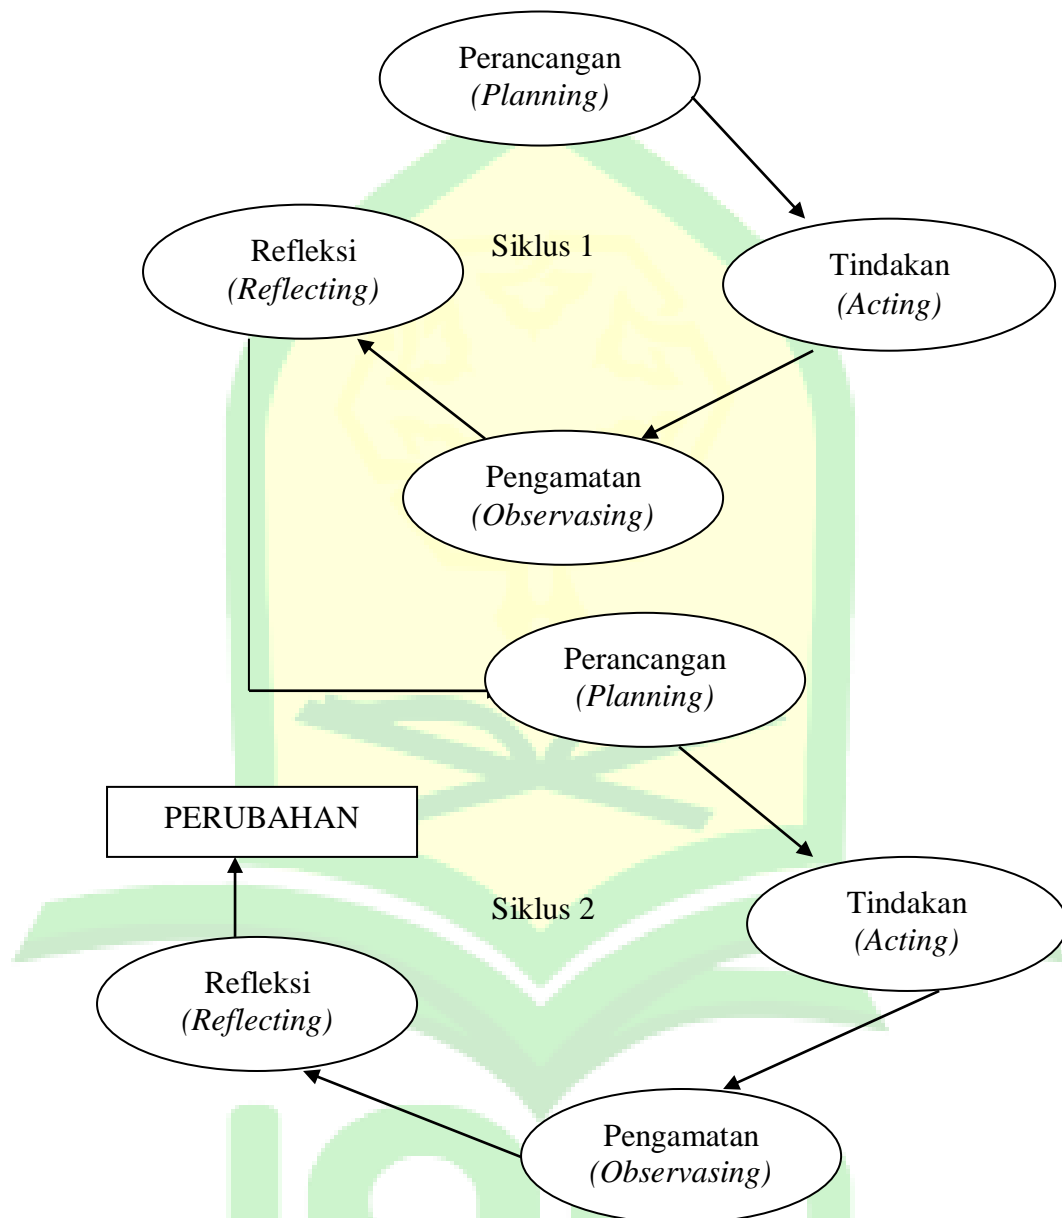 Perancangan
(Planning)
Siklus 1
Refleksi
(Reflecting)
Tindakan
(Acting)
Pengamatan
(Observasing)
Perancangan
(Planning)
PERUBAHAN
Siklus 2
Tindakan
(Acting)
Refleksi
(Reflecting)
Pengamatan
(Observasing)